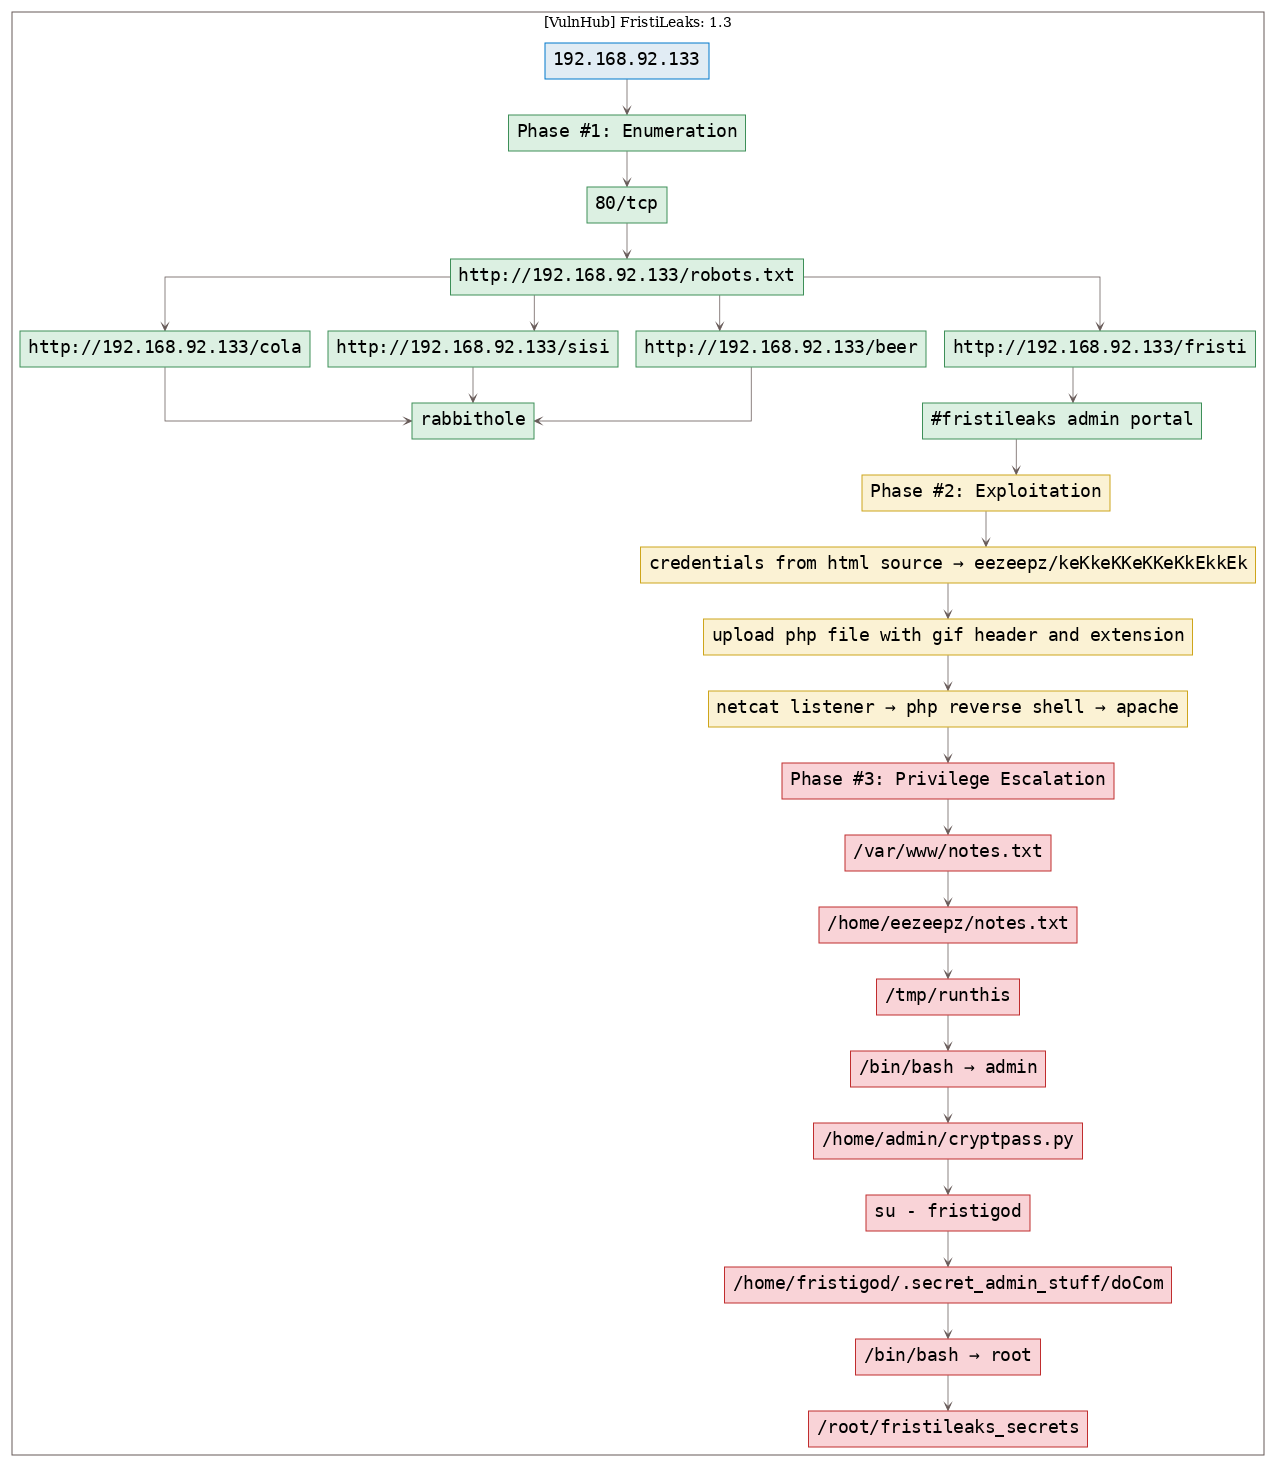 [VulnHub] FristiLeaks: 1.3
192.168.92.133
Phase #1: Enumeration
80/tcp
http://192.168.92.133/robots.txt
http://192.168.92.133/cola
http://192.168.92.133/sisi
http://192.168.92.133/beer
http://192.168.92.133/fristi
rabbithole
#fristileaks admin portal
Phase #2: Exploitation
credentials from html source → eezeepz/keKkeKKeKKeKkEkkEk
upload php file with gif header and extension
netcat listener → php reverse shell → apache
Phase #3: Privilege Escalation
/var/www/notes.txt
/home/eezeepz/notes.txt
/tmp/runthis
/bin/bash → admin
/home/admin/cryptpass.py
su - fristigod
/home/fristigod/.secret_admin_stuff/doCom
/bin/bash → root
/root/fristileaks_secrets